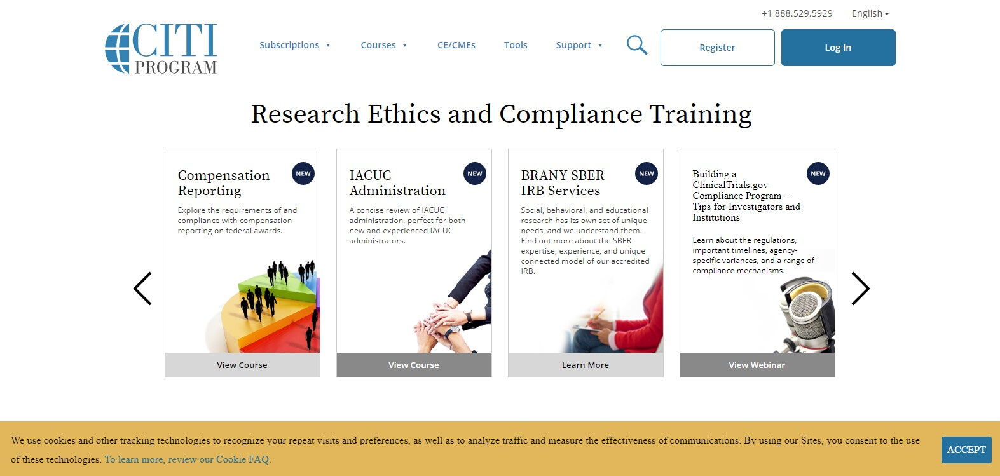 +1 888.529.5929 English
CITI
PROGRAM
Subscriptions Courses CE/CMEs Tools Support Register Log In
Research Ethics and Compliance Training
Compensation
Reporting
NEW
Explore the requirements of and
compliance with compensation
reporting on federal awards.
View Course
IACUC
Administration
NEW
A concise review of IACUC
administration, perfect for both
new and experienced IACUC
administrators.
View Course
BRANY SBER
IRB Services
NEW
Social, behavioral, and educational
research has its own set of unique
needs, and we understand them.
Find out more about the SBER
expertise, experience, and unique
connected model of our accredited
IRB.
Learn More
Building a
ClinicalTrials.gov
Compliance Program –
Tips for Investigators and
Institutions
NEW
Learn about the regulations,
important timelines, agency-
specific variances, and a range of
compliance mechanisms.
View Webinar
We use cookies and other tracking technologies to recognize your repeat visits and preferences, as well as to analyze traffic and measure the effectiveness of communications. By using our Sites, you consent to the use
of these technologies. To learn more, review our Cookie FAQ.
ACCEPT